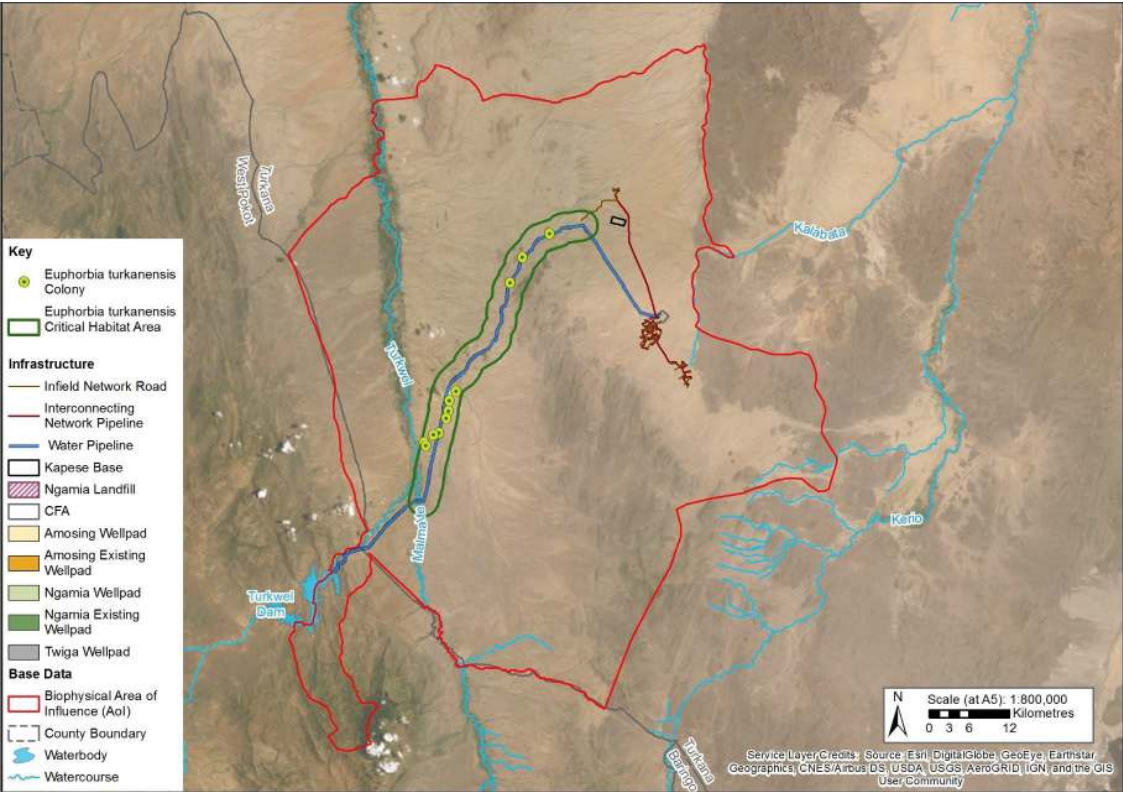 Key
Euphorbia turkanensis
Colony
Euphorbia turkanensis
Critical Habitat Area
Infrastructure
Infield Network Road
Interconnecting
Network Pipeline
Water Pipeline
Kapese Base
Ngamia Landfill
CFA
Amosing Wellpad
Amosing Existing
Wellpad
Ngamia Wellpad
Ngamia Existing
Wellpad
Twiga Wellpad
Base Data
Biophysical Area of
Influence (AoI)
County Boundary
Waterbody
Watercourse
Turkana
West Pokot
Turkwel
Kalabata
Malmalte
Kerio
Turkwel
Dam
Turkana
Baringo
N
Scale (at A5): 1:800,000
Kilometres
0 3 6 12
Service Layer Credits: Source: Esri, DigitalGlobe, GeoEye, Earthstar
Geographics, CNES/Airbus DS, USDA, USGS, AeroGRID, IGN, and the GIS
User Community